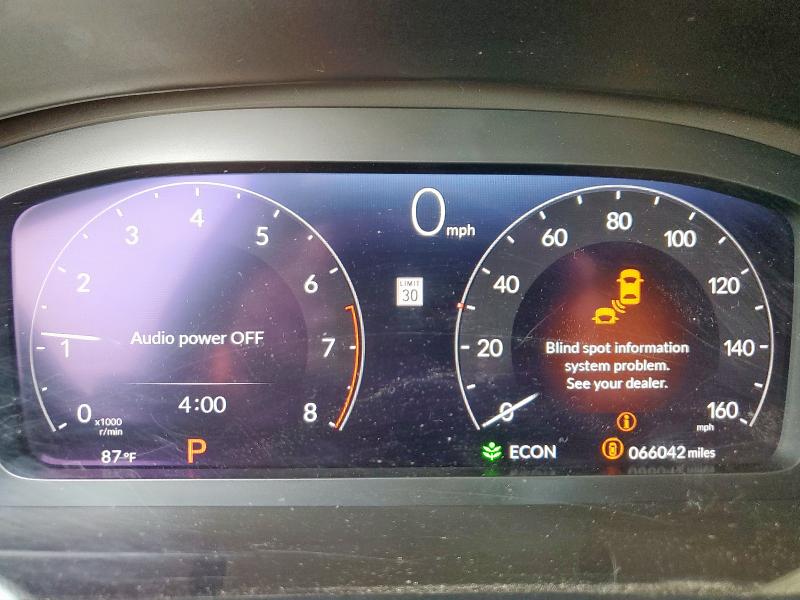 0 mph
LIMIT
30
0
1
2
3
4
5
6
7
8
x1000
r/min
Audio power OFF
4:00
87°F
P
0
20
40
60
80
100
120
140
160
mph
Blind spot information
system problem.
See your dealer.
i
ECON
066042 miles